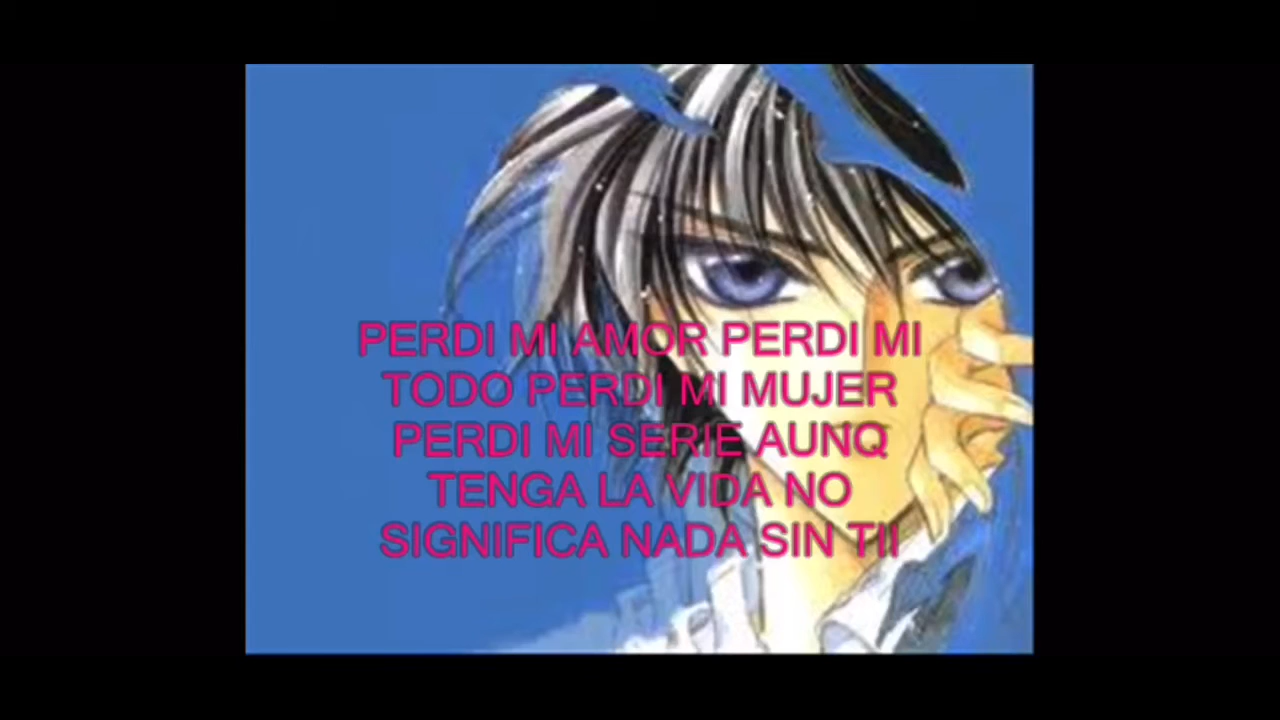 PERDI MI AMOR PERDI MI
TODO PERDI MI MUJER
PERDI MI SERIE AUNQ
TENGA LA VIDA NO
SIGNIFICA NADA SIN TII